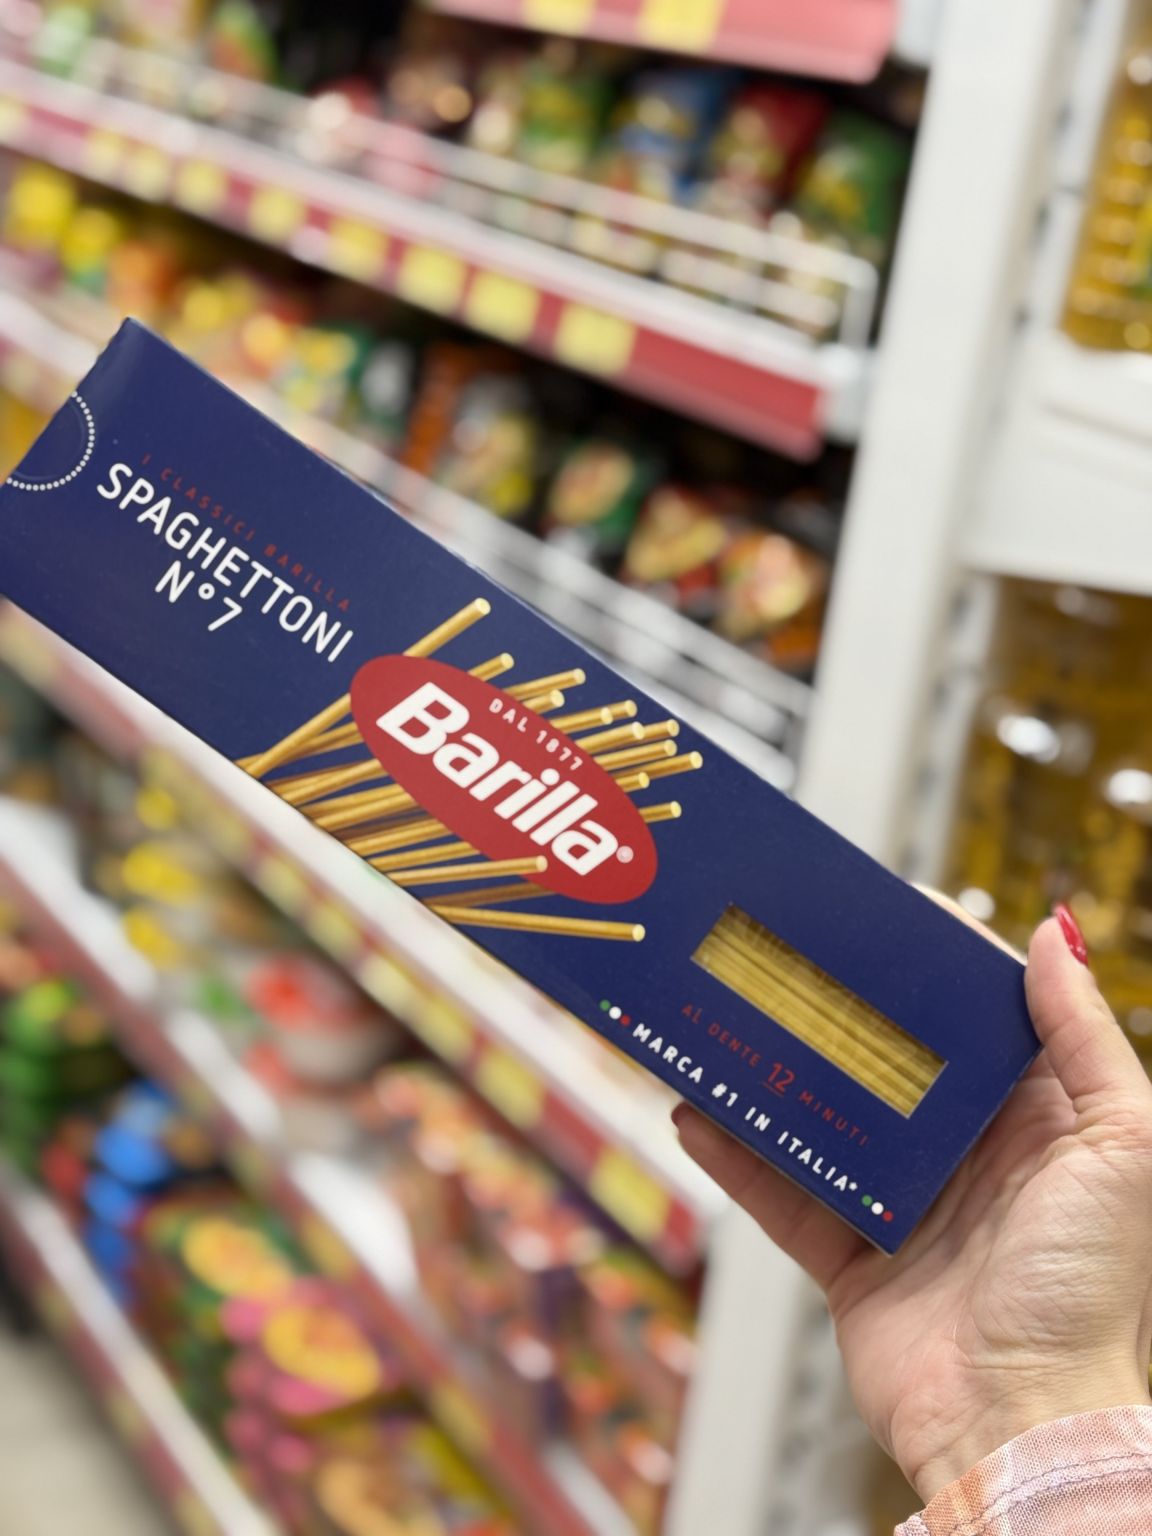 I CLASSICI BARILLA
SPAGHETTONI
N°7
DAL 1877
Barilla®
AL DENTE 12 MINUTI
MARCA #1 IN ITALIA*